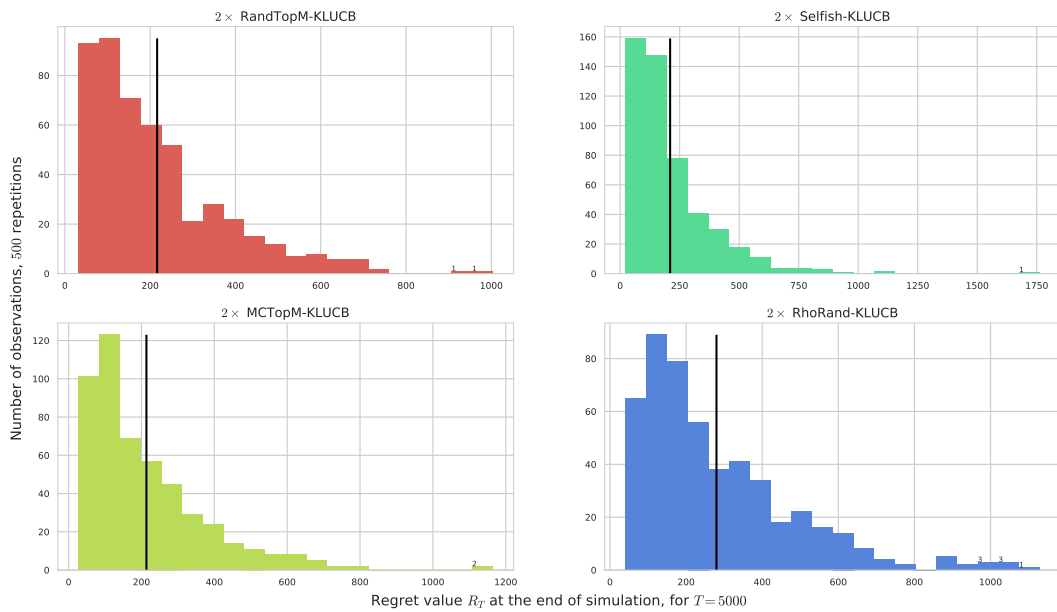 2× RandTopM-KLUCB
80
60
40
20
0
1 1
0 200 400 600 800 1000
2× Selfish-KLUCB
160
140
120
100
80
60
40
20
0
1
0 250 500 750 1000 1250 1500 1750
2× MCTopM-KLUCB
120
100
80
60
40
20
0
2
0 200 400 600 800 1000 1200
2× RhoRand-KLUCB
80
60
40
20
0
3 3 1
0 200 400 600 800 1000
Number of observations, 500 repetitions
Regret value R_T at the end of simulation, for T = 5000